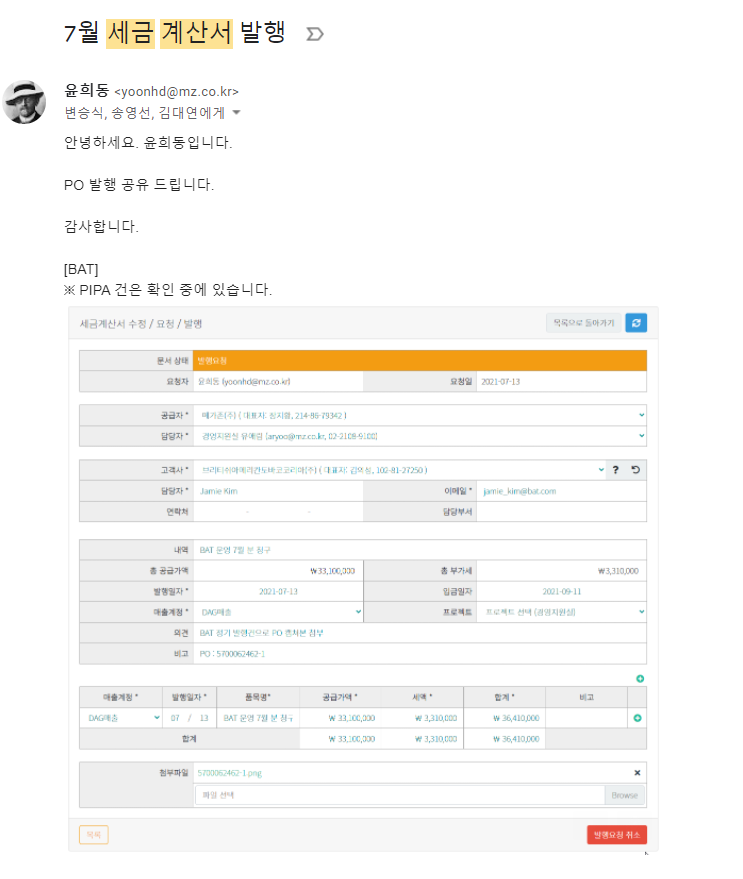 7월 세금 계산서 발행
윤희동 <yoonhd@mz.co.kr>
변승식, 송영선, 김대연에게
안녕하세요. 윤희동입니다.
PO 발행 공유 드립니다.
감사합니다.
[BAT]
※ PIPA 건은 확인 중에 있습니다.
세금계산서 수정 / 요청 / 발행 목록으로 돌아가기
문서 상태 발행요청
요청자 윤희동 (yoonhd@mz.co.kr) 요청일 2021-07-13
공급자 * 메가존(주) ( 대표자: 장지황, 214-86-79342 )
담당자 * 경영지원실 유애림 (aryoo@mz.co.kr, 02-2108-9100)
고객사 * 브리티쉬아메리칸토바코코리아(주) ( 대표자: 김의성, 102-81-27250 ) ?
담당자 * Jamie Kim 이메일 * jamie_kim@bat.com
연락처 - - 담당부서
내역 BAT 운영 7월 분 청구
총 공급가액 ₩33,100,000 총 부가세 ₩3,310,000
발행일자 * 2021-07-13 입금일자 2021-09-11
매출계정 * DAG매출 프로젝트 프로젝트 선택 (경영지원실)
의견 BAT 정기 발행건으로 PO 캡쳐본 첨부
비고 PO : 5700062462-1
매출계정 * 발행일자 * 품목명* 공급가액 * 세액 * 합계 * 비고
DAG매출 07 / 13 BAT 운영 7월 분 청구 ₩ 33,100,000 ₩ 3,310,000 ₩ 36,410,000
합계 ₩ 33,100,000 ₩ 3,310,000 ₩ 36,410,000
첨부파일 5700062462-1.png
파일 선택 Browse
목록 발행요청 취소